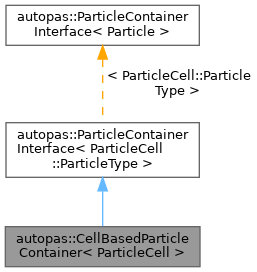 autopas::ParticleContainer
Interface< Particle >
< ParticleCell::Particle
Type >
autopas::ParticleContainer
Interface< ParticleCell
::ParticleType >
autopas::CellBasedParticle
Container< ParticleCell >